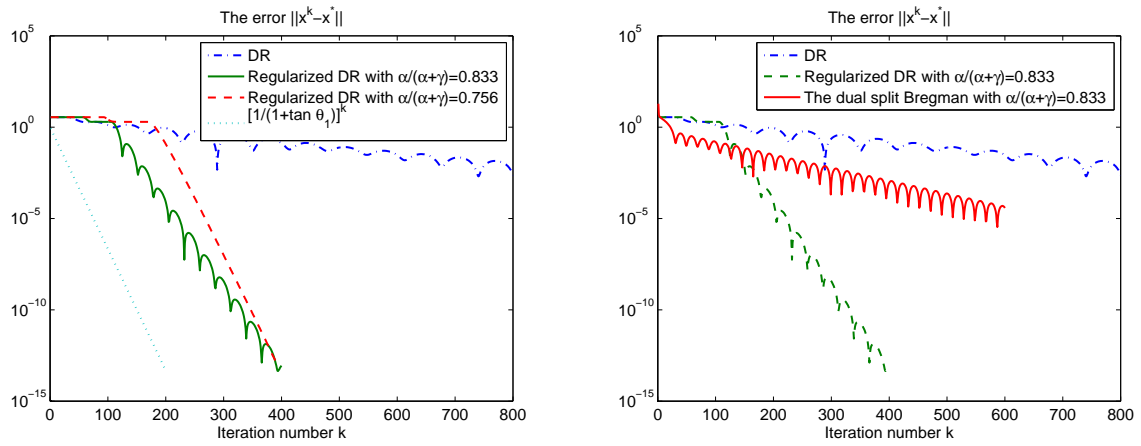 The error ||x^k−x^*||
10^5
10^0
10^−5
10^−10
10^−15
DR
Regularized DR with α/(α+γ)=0.833
Regularized DR with α/(α+γ)=0.756
[1/(1+tan θ_1)]^k
0 100 200 300 400 500 600 700 800
Iteration number k
The error ||x^k−x^*||
10^5
10^0
10^−5
10^−10
10^−15
DR
Regularized DR with α/(α+γ)=0.833
The dual split Bregman with α/(α+γ)=0.833
0 100 200 300 400 500 600 700 800
Iteration number k